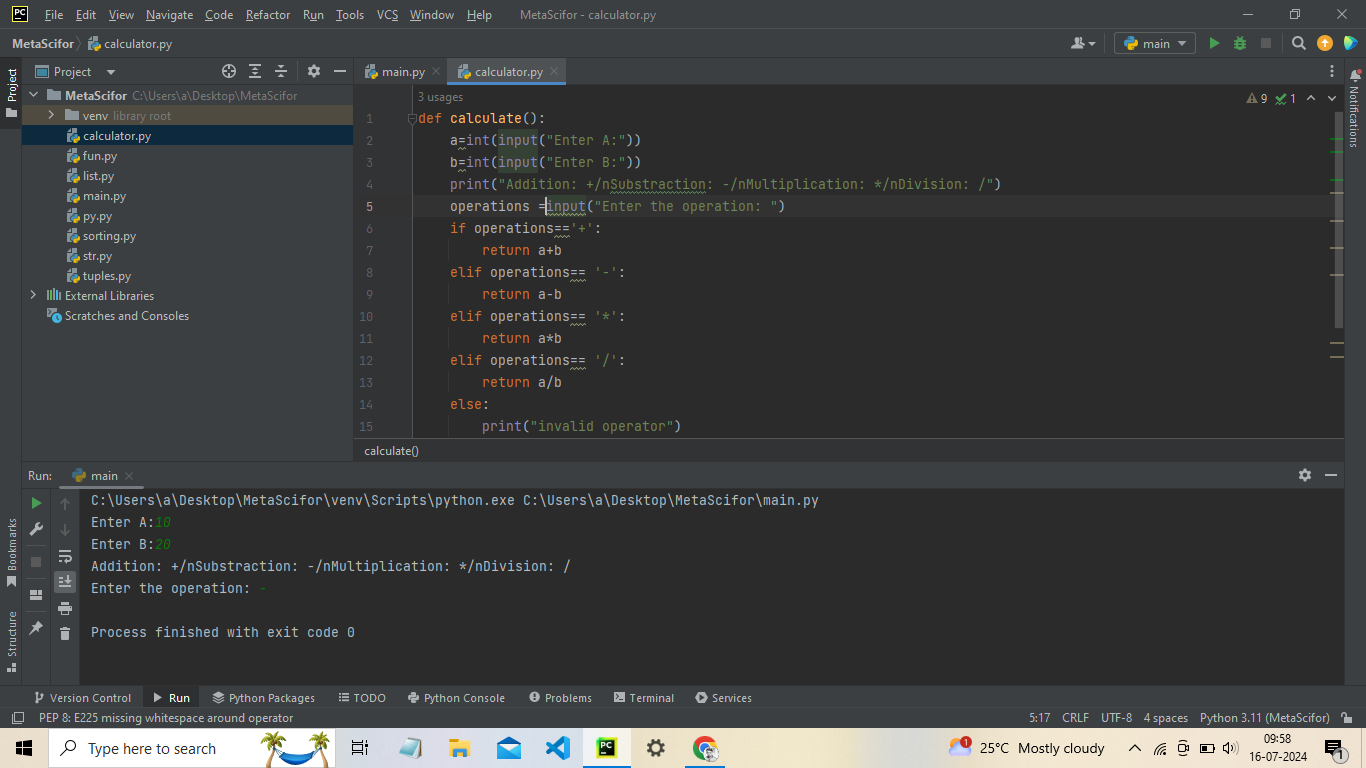 PC File Edit View Navigate Code Refactor Run Tools VCS Window Help MetaScifor - calculator.py
MetaScifor calculator.py main
Project Project main.py calculator.py Notifications
MetaScifor C:\Users\a\Desktop\MetaScifor
venv library root
calculator.py
fun.py
list.py
main.py
py.py
sorting.py
str.py
tuples.py
External Libraries
Scratches and Consoles
3 usages 9 1
1 def calculate():
2 a=int(input("Enter A:"))
3 b=int(input("Enter B:"))
4 print("Addition: +/nSubstraction: -/nMultiplication: */nDivision: /")
5 operations =input("Enter the operation: ")
6 if operations=='+':
7 return a+b
8 elif operations== '-':
9 return a-b
10 elif operations== '*':
11 return a*b
12 elif operations== '/':
13 return a/b
14 else:
15 print("invalid operator")
calculate()
Run: main
C:\Users\a\Desktop\MetaScifor\venv\Scripts\python.exe C:\Users\a\Desktop\MetaScifor\main.py
Enter A:10
Enter B:20
Addition: +/nSubstraction: -/nMultiplication: */nDivision: /
Enter the operation: -
Process finished with exit code 0
Bookmarks
Structure
Version Control Run Python Packages TODO Python Console Problems Terminal Services
PEP 8: E225 missing whitespace around operator 5:17 CRLF UTF-8 4 spaces Python 3.11 (MetaScifor)
Type here to search PC 1 25°C Mostly cloudy 09:58
16-07-2024 1